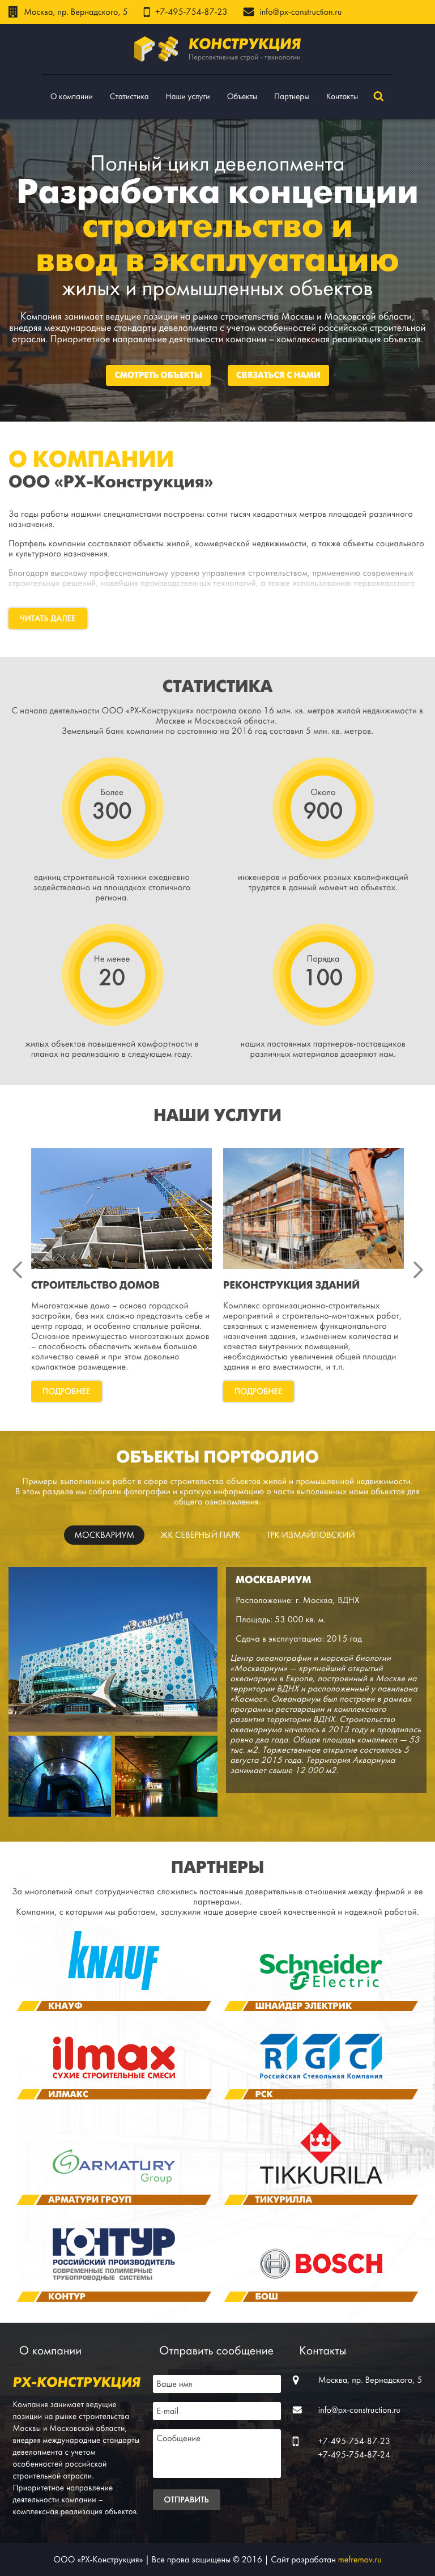 Москва, пр. Вернадского, 5
+7-495-754-87-23
info@px-construction.ru
КОНСТРУКЦИЯ
Перспективные строй - технологии
О компании
Статистика
Наши услуги
Объекты
Партнеры
Контакты
Полный цикл девелопмента
Разработка концепции
строительство и
ввод в эксплуатацию
жилых и промышленных объектов
Компания занимает ведущие позиции на рынке строительства Москвы и Московской области,
внедряя международные стандарты девелопмента с учетом особенностей российской строительной
отрасли. Приоритетное направление деятельности компании – комплексная реализация объектов.
СМОТРЕТЬ ОБЪЕКТЫ
СВЯЗАТЬСЯ С НАМИ
О КОМПАНИИ
ООО «РХ-Конструкция»
За годы работы нашими специалистами построены сотни тысяч квадратных метров площадей различного
назначения.
Портфель компании составляют объекты жилой, коммерческой недвижимости, а также объекты социального
и культурного назначения.
Благодаря высокому профессиональному уровню управления строительством, применению современных
строительных решений, новейших производственных технологий, а также использованию первоклассного
ЧИТАТЬ ДАЛЕЕ
СТАТИСТИКА
С начала деятельности ООО «РХ-Конструкция» построила около 16 млн. кв. метров жилой недвижимости в
Москве и Московской области.
Земельный банк компании по состоянию на 2016 год составил 5 млн. кв. метров.
Более
300
единиц строительной техники ежедневно
задействовано на площадках столичного
региона.
Около
900
инженеров и рабочих разных квалификаций
трудятся в данный момент на объектах.
Не менее
20
жилых объектов повышенной комфортности в
планах на реализацию в следующем году.
Порядка
100
наших постоянных партнеров-поставщиков
различных материалов доверяют нам.
НАШИ УСЛУГИ
СТРОИТЕЛЬСТВО ДОМОВ
Многоэтажные дома – основа городской
застройки, без них сложно представить себе и
центр города, и особенно спальные районы.
Основное преимущество многоэтажных домов
– способность обеспечить жильем большое
количество семей и при этом довольно
компактное размещение.
ПОДРОБНЕЕ
РЕКОНСТРУКЦИЯ ЗДАНИЙ
Комплекс организационно-строительных
мероприятий и строительно-монтажных работ,
связанных с изменением функционального
назначения здания, изменением количества и
качества внутренних помещений,
необходимостью увеличения общей площади
здания и его вместимости, и т.п.
ПОДРОБНЕЕ
ОБЪЕКТЫ ПОРТФОЛИО
Примеры выполненных работ в сфере строительства объектов жилой и промышленной недвижимости.
В этом разделе мы собрали фотографии и краткую информацию о части выполненных нами объектов для
общего ознакомления.
МОСКВАРИУМ
ЖК СЕВЕРНЫЙ ПАРК
ТРК ИЗМАЙЛОВСКИЙ
МОСКВАРИУМ
МОСКВАРИУМ
Расположение: г. Москва, ВДНХ
Площадь: 53 000 кв. м.
Сдача в эксплуатацию: 2015 год
Центр океанографии и морской биологии
«Москвариум» — крупнейший открытый
океанариум в Европе, построенный в Москве на
территории ВДНХ и расположенный у павильона
«Космос». Океанариум был построен в рамках
программы реставрации и комплексного
развития территории ВДНХ. Строительство
океанариума началось в 2013 году и продлилось
ровно два года. Общая площадь комплекса — 53
тыс. м2. Торжественное открытие состоялось 5
августа 2015 года. Территория Аквариума
занимает свыше 12 000 м2.
ПАРТНЕРЫ
За многолетний опыт сотрудничества сложились постоянные доверительные отношения между фирмой и ее
партнерами.
Компании, с которыми мы работаем, заслужили наше доверие своей качественной и надежной работой.
KNAUF
КНАУФ
Schneider
Electric
ШНАЙДЕР ЭЛЕКТРИК
ilmax
СУХИЕ СТРОИТЕЛЬНЫЕ СМЕСИ
ИЛМАКС
РСК
Российская Стекольная Компания
РСК
ARMATURY
Group
АРМАТУРИ ГРОУП
TIKKURILA
ТИКУРИЛЛА
КОНТУР
РОССИЙСКИЙ ПРОИЗВОДИТЕЛЬ
СОВРЕМЕННЫЕ ПОЛИМЕРНЫЕ
ТРУБОПРОВОДНЫЕ СИСТЕМЫ
КОНТУР
BOSCH
БОШ
О компании
РХ-КОНСТРУКЦИЯ
Компания занимает ведущие
позиции на рынке строительства
Москвы и Московской области,
внедряя международные стандарты
девелопмента с учетом
особенностей российской
строительной отрасли.
Приоритетное направление
деятельности компании –
комплексная реализация объектов.
Отправить сообщение
Ваше имя
E-mail
Сообщение
ОТПРАВИТЬ
Контакты
Москва, пр. Вернадского, 5
info@px-construction.ru
+7-495-754-87-23
+7-495-754-87-24
ООО «РХ-Конструкция» | Все права защищены © 2016 | Сайт разработан mefremov.ru